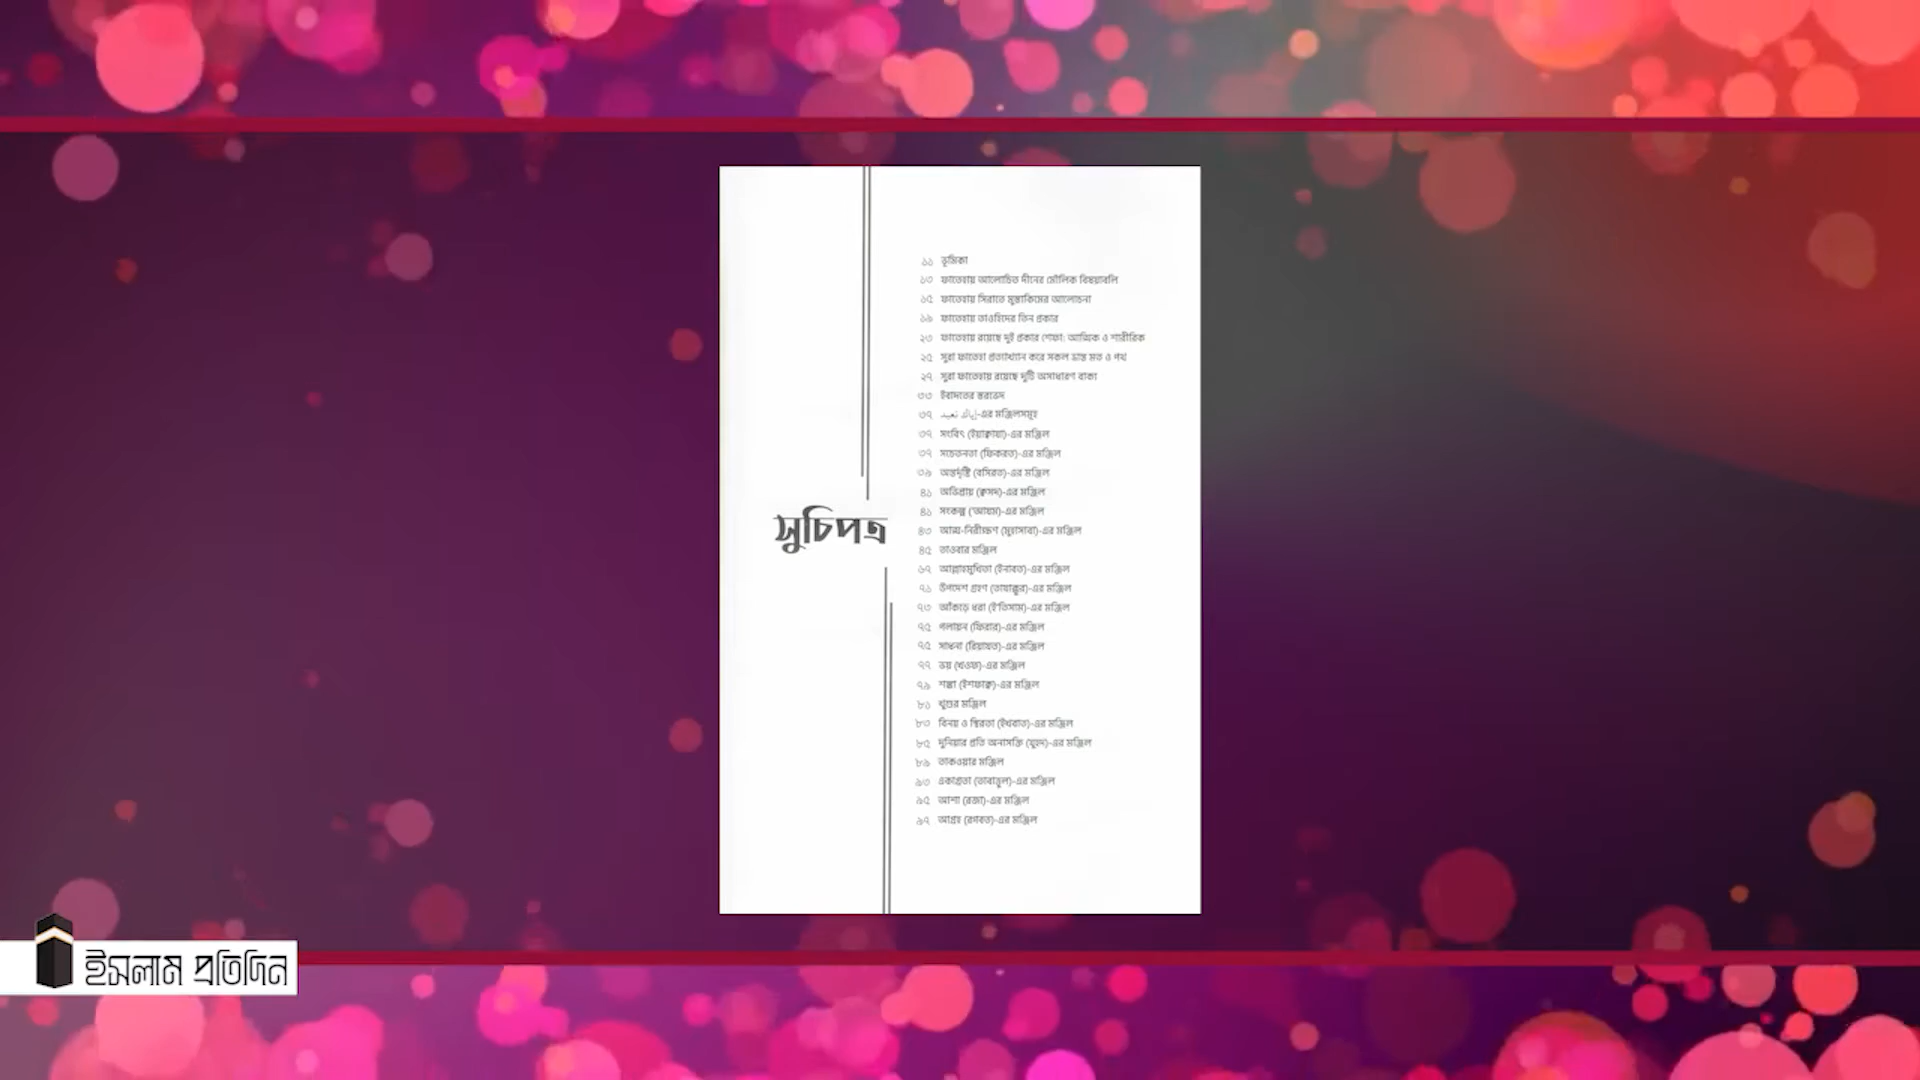 সুচিপত্র
১১ ভূমিকা
১৩ ফাতেহায় আলোচিত দীনের মৌলিক বিষয়াবলি
১৫ ফাতেহায় সিরাতে মুস্তাকিমের আলোচনা
১৯ ফাতেহায় তাওহিদের তিন প্রকার
২৩ ফাতেহায় রয়েছে দুই প্রকার শেফা: আত্মিক ও শারীরিক
২৫ সুরা ফাতেহা প্রত্যাখ্যান করে সকল ভ্রান্ত মত ও পথ
২৭ সুরা ফাতেহায় রয়েছে দুটি অসাধারণ বাক্য
৩৩ ইবাদতের স্তরভেদ
৩৭ إياك نعبد-এর মঞ্জিলসমূহ
৩৭ সংবিৎ (ইয়াক্বাযা)-এর মঞ্জিল
৩৭ সচেতনতা (ফিকরত)-এর মঞ্জিল
৩৯ অন্তর্দৃষ্টি (বসিরত)-এর মঞ্জিল
৪১ অভিপ্রায় (ক্বসদ)-এর মঞ্জিল
৪১ সংকল্প ('আযম)-এর মঞ্জিল
৪৩ আত্ম-নিরীক্ষণ (মুহাসাবা)-এর মঞ্জিল
৪৫ তাওবার মঞ্জিল
৬৭ আল্লাহমুখিতা (ইনাবত)-এর মঞ্জিল
৭১ উপদেশ গ্রহণ (তাযাক্কুর)-এর মঞ্জিল
৭৩ আঁকড়ে ধরা (ই'তিসাম)-এর মঞ্জিল
৭৫ পলায়ন (ফিরার)-এর মঞ্জিল
৭৫ সাধনা (রিয়াযত)-এর মঞ্জিল
৭৭ ভয় (খওফ)-এর মঞ্জিল
৭৯ শঙ্কা (ইশফাক্ব)-এর মঞ্জিল
৮১ খুশুর মঞ্জিল
৮৩ বিনয় ও স্থিরতা (ইখবাত)-এর মঞ্জিল
৮৫ দুনিয়ার প্রতি অনাসক্তি (যুহদ)-এর মঞ্জিল
৮৯ তাকওয়ার মঞ্জিল
৯৩ একাগ্রতা (তাবাত্তুল)-এর মঞ্জিল
৯৫ আশা (রজা)-এর মঞ্জিল
৯৭ আগ্রহ (রগবত)-এর মঞ্জিল
ইসলাম প্রতিদিন